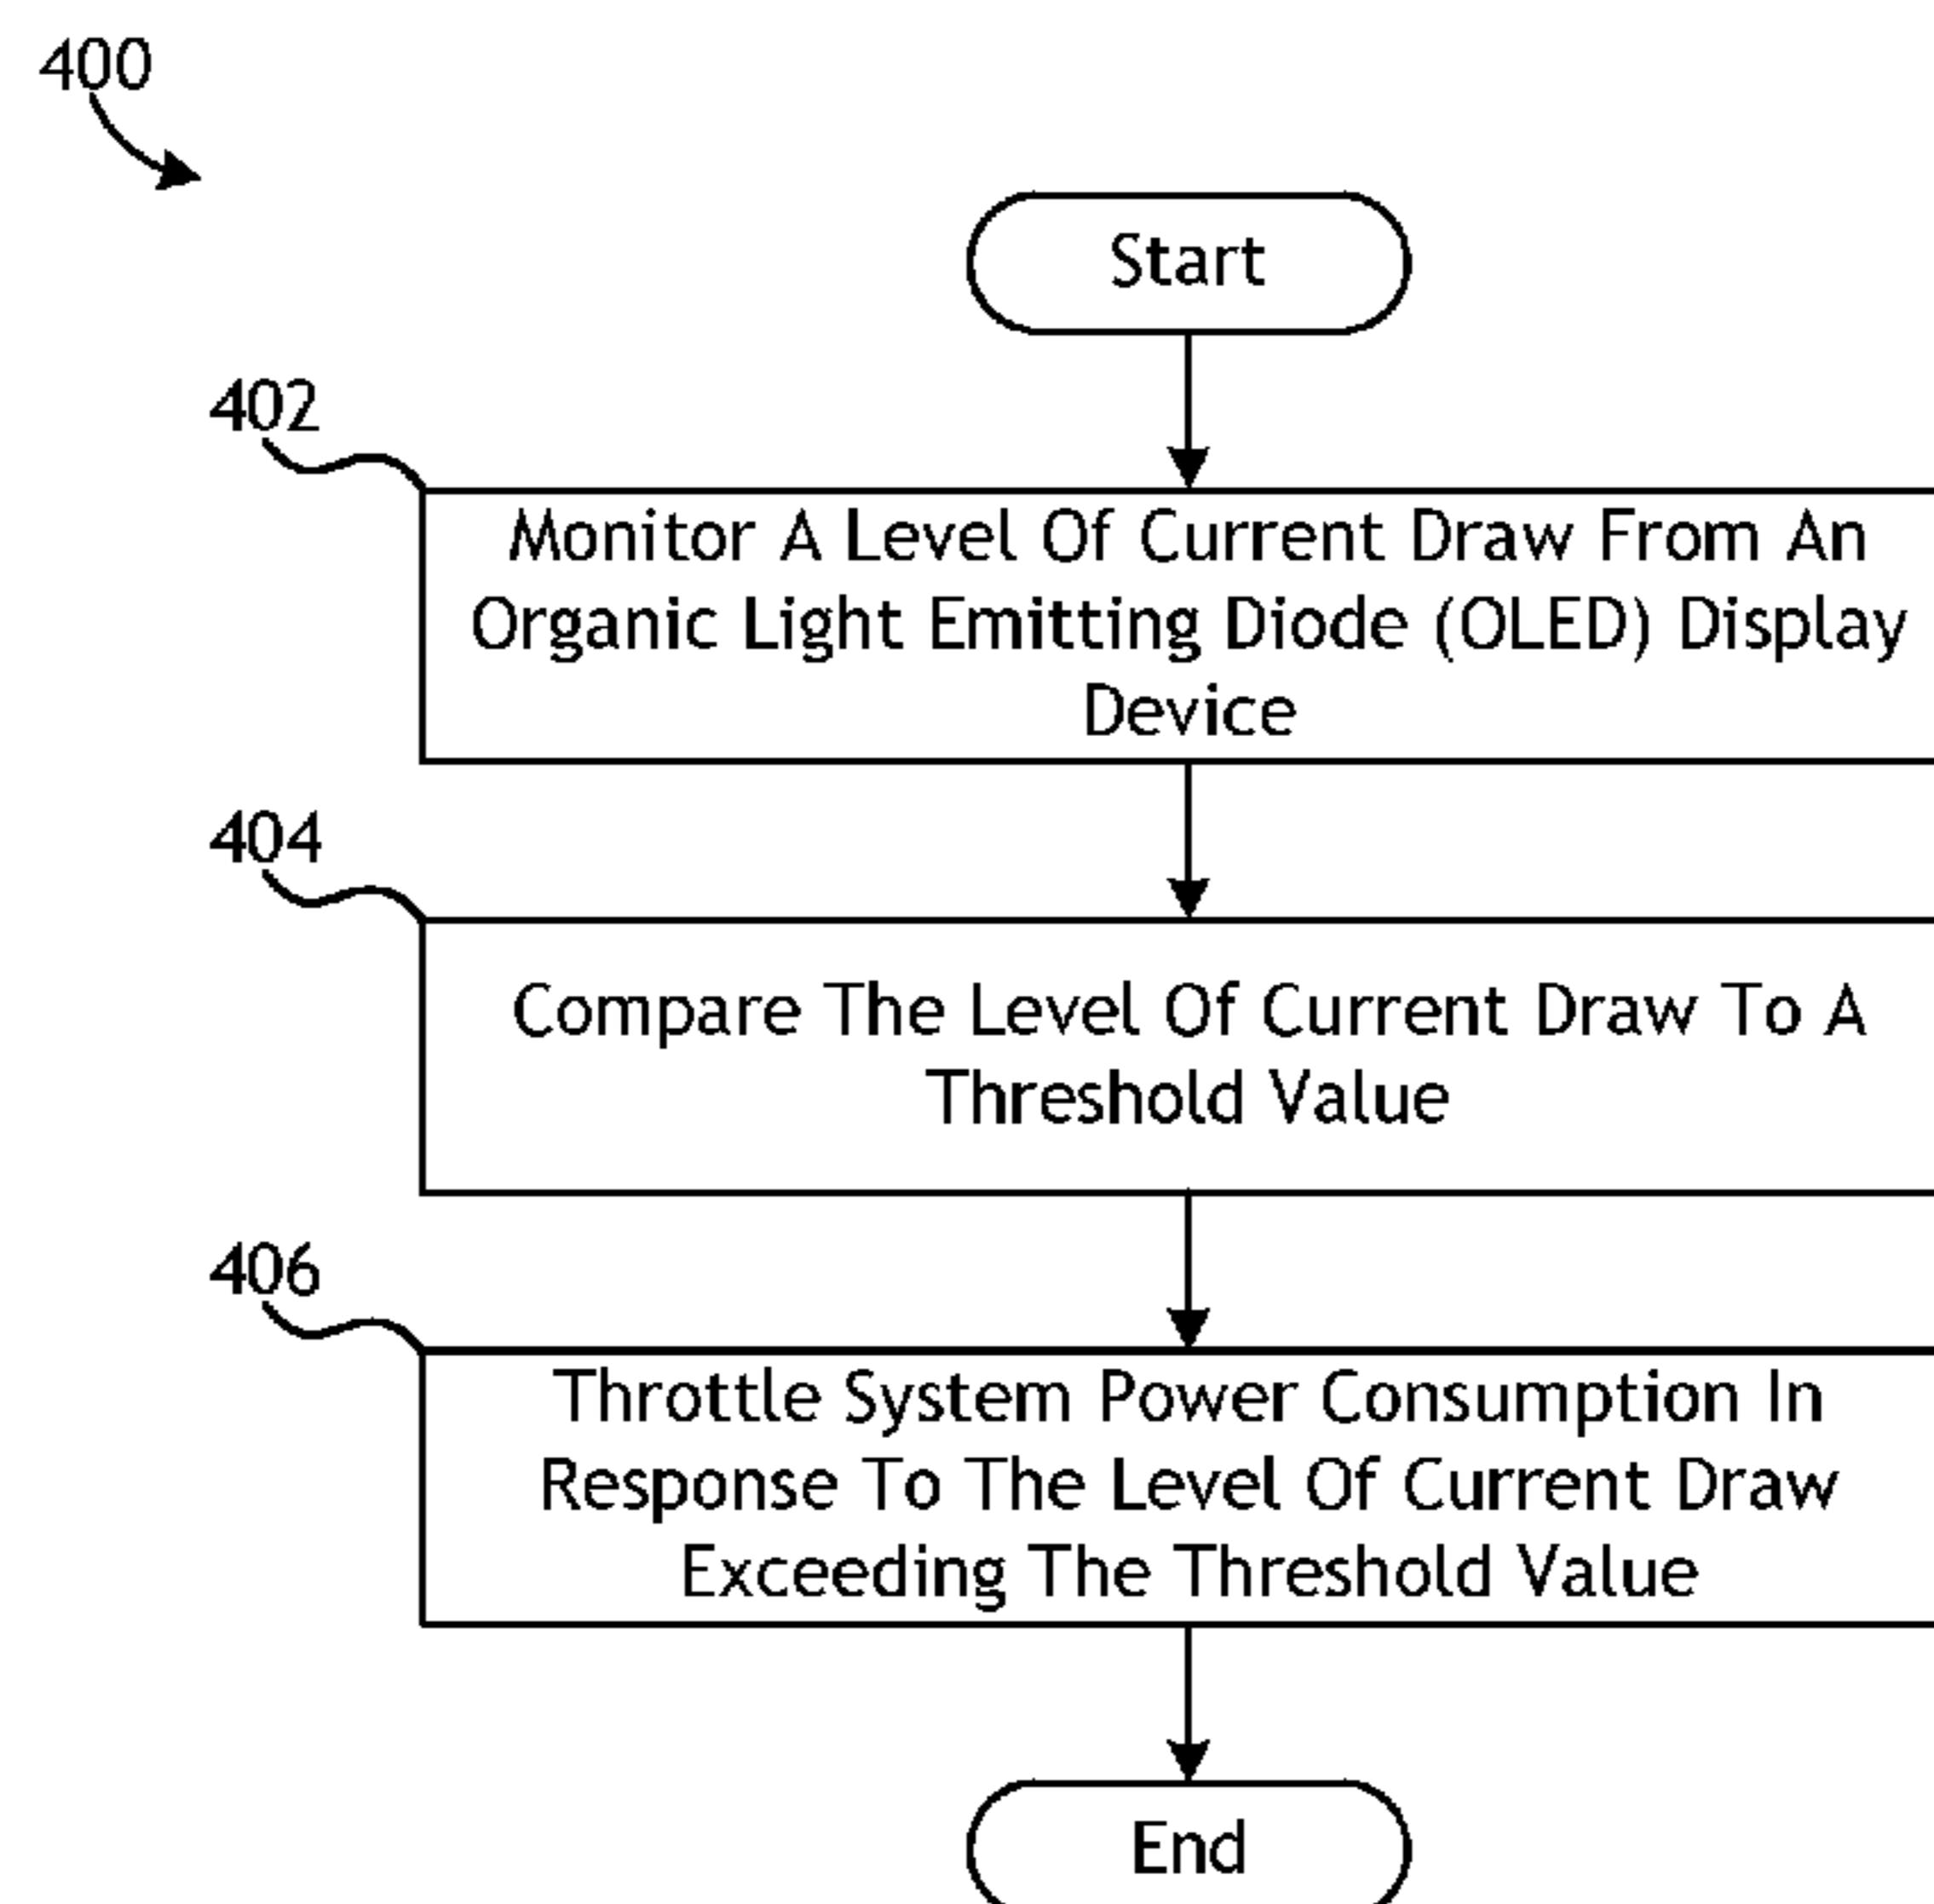 400
Start
402
Monitor A Level Of Current Draw From An
Organic Light Emitting Diode (OLED) Display
Device
404
Compare The Level Of Current Draw To A
Threshold Value
406
Throttle System Power Consumption In
Response To The Level Of Current Draw
Exceeding The Threshold Value
End